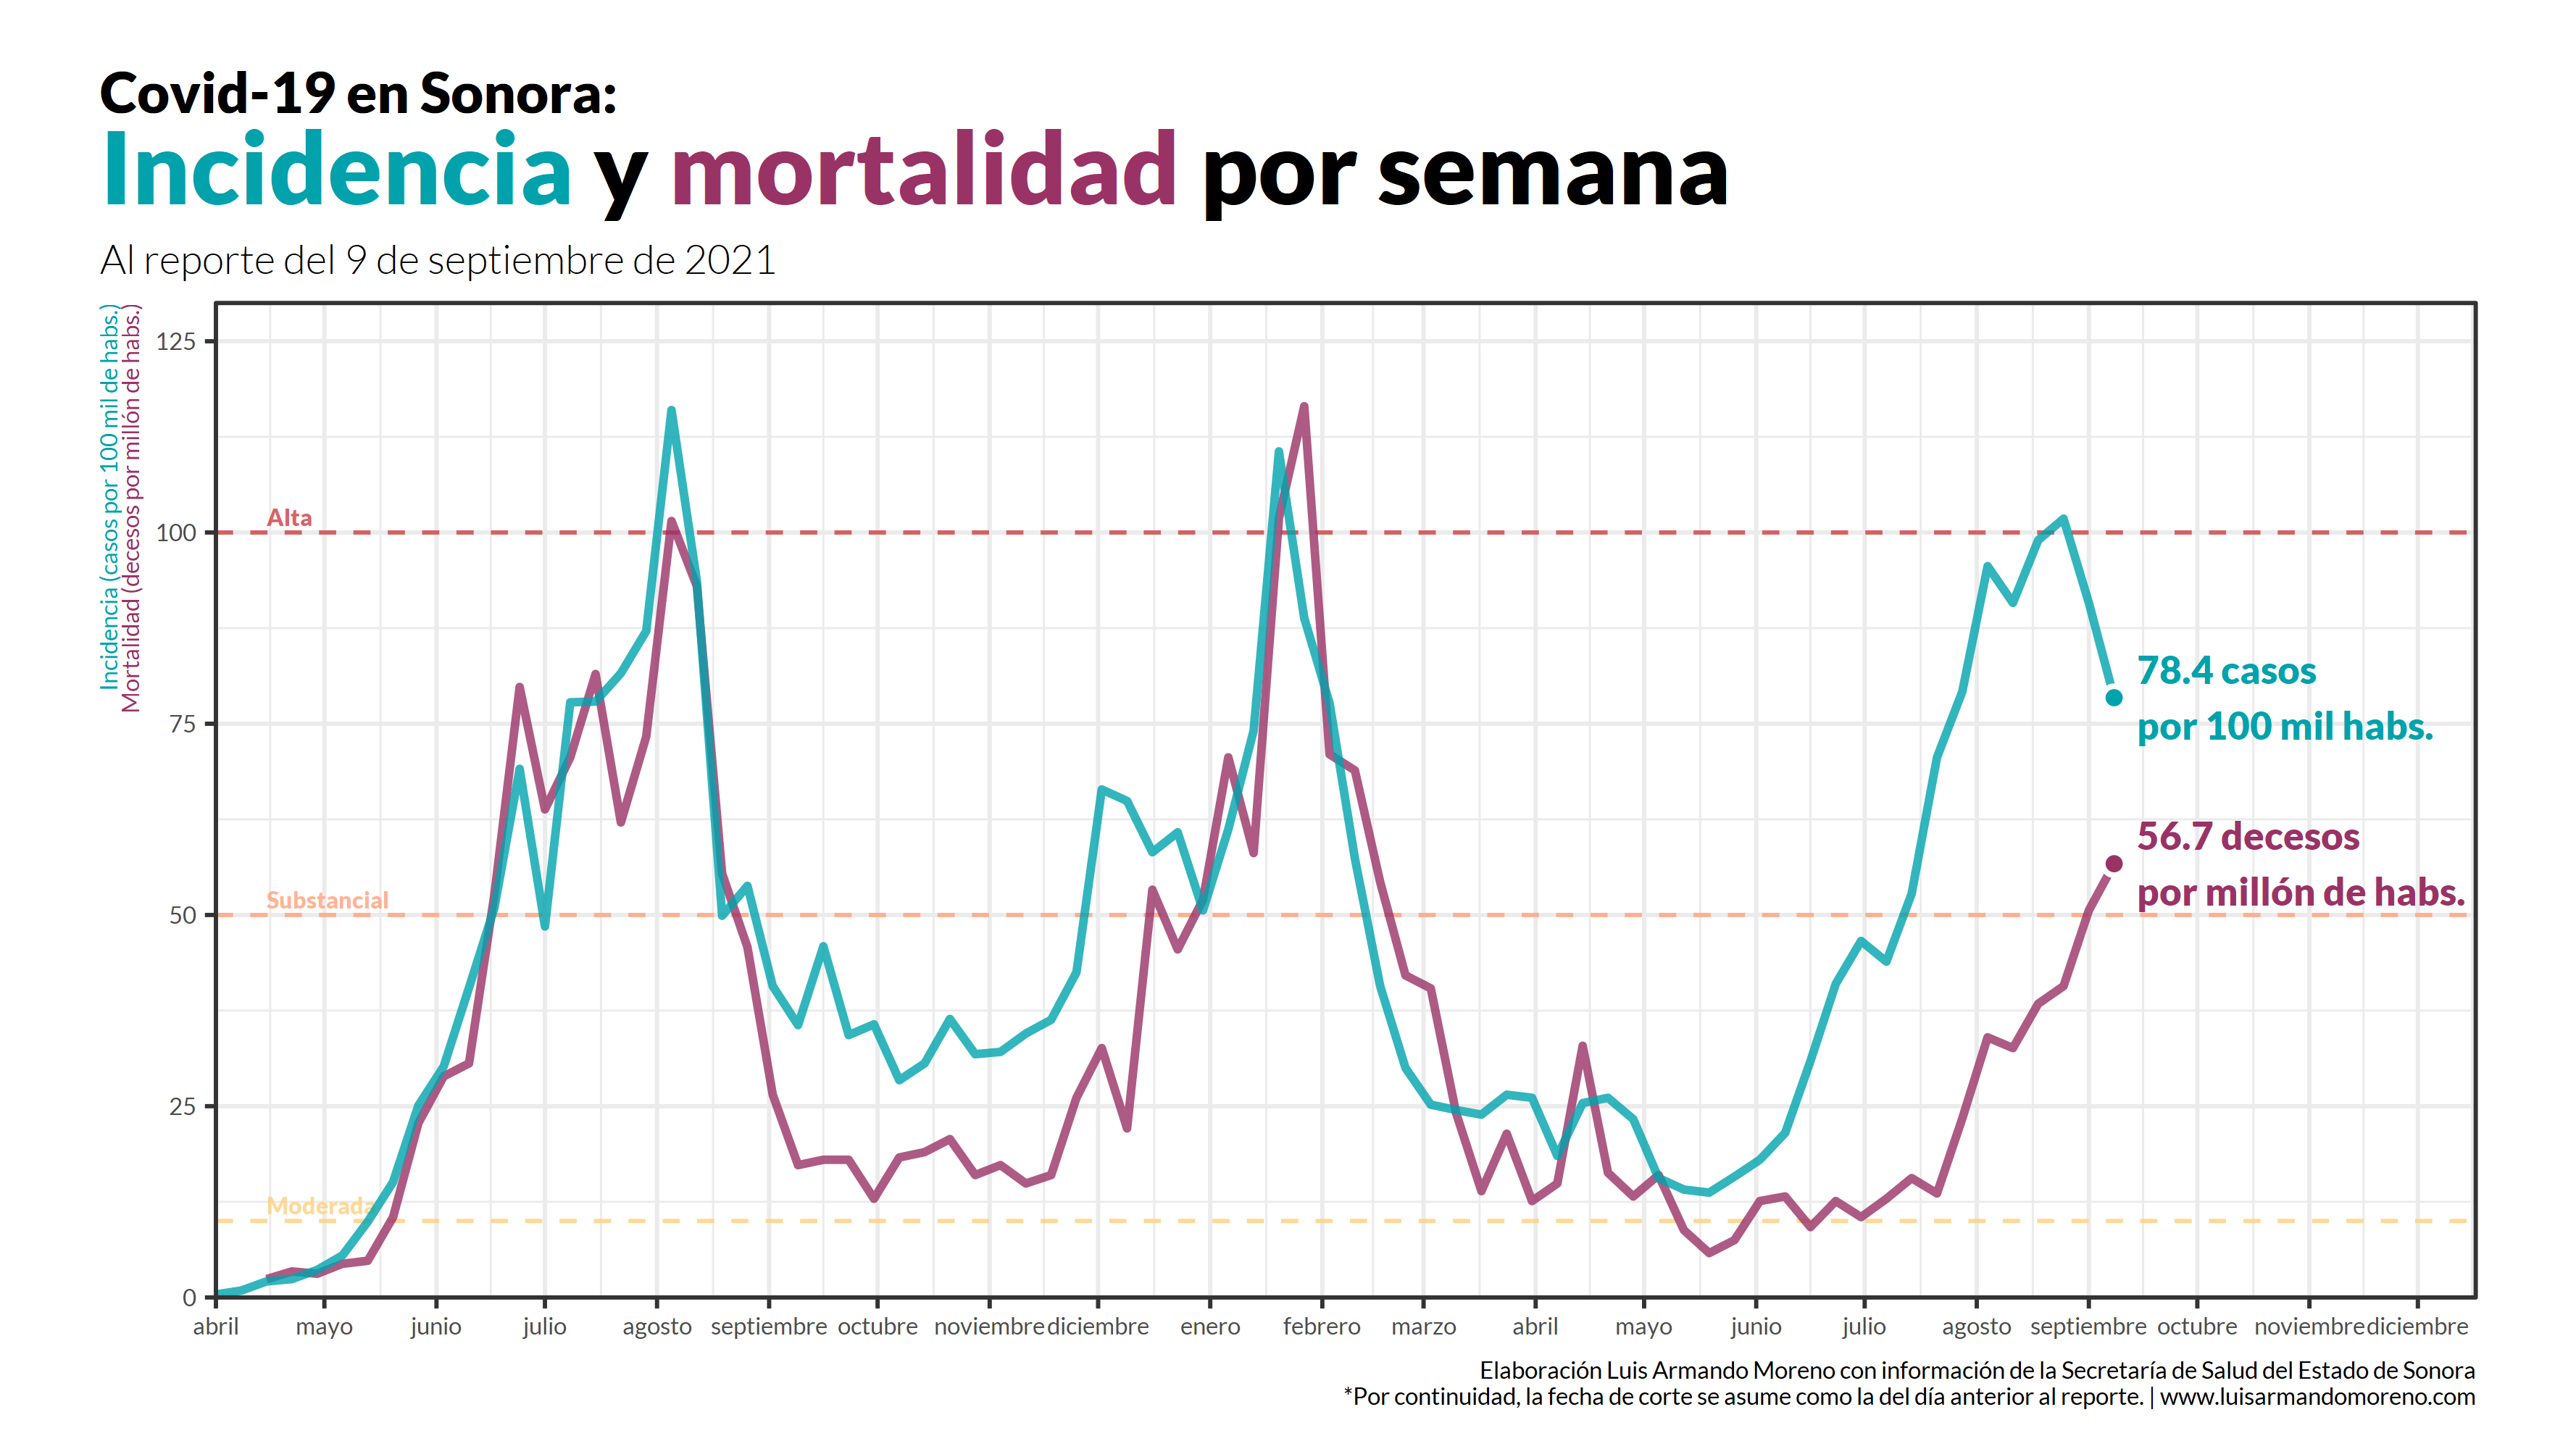 Covid-19 en Sonora:
Incidencia y mortalidad por semana
Al reporte del 9 de septiembre de 2021
Incidencia (casos por 100 mil de habs.)
Mortalidad (decesos por millón de habs.)
125
100
75
50
25
0
Alta
Substancial
Moderada
78.4 casos
por 100 mil habs.
56.7 decesos
por millón de habs.
abril mayo junio julio agosto septiembre octubre noviembre diciembre enero febrero marzo abril mayo junio julio agosto septiembre octubre noviembre diciembre
Elaboración Luis Armando Moreno con información de la Secretaría de Salud del Estado de Sonora
*Por continuidad, la fecha de corte se asume como la del día anterior al reporte. | www.luisarmandomoreno.com